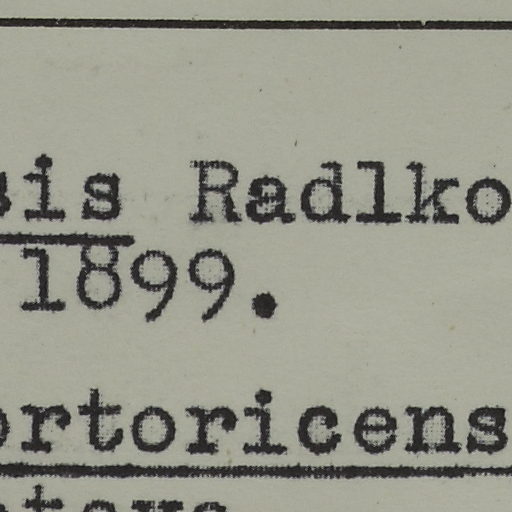 sis Radlko
1899.
ortoricens